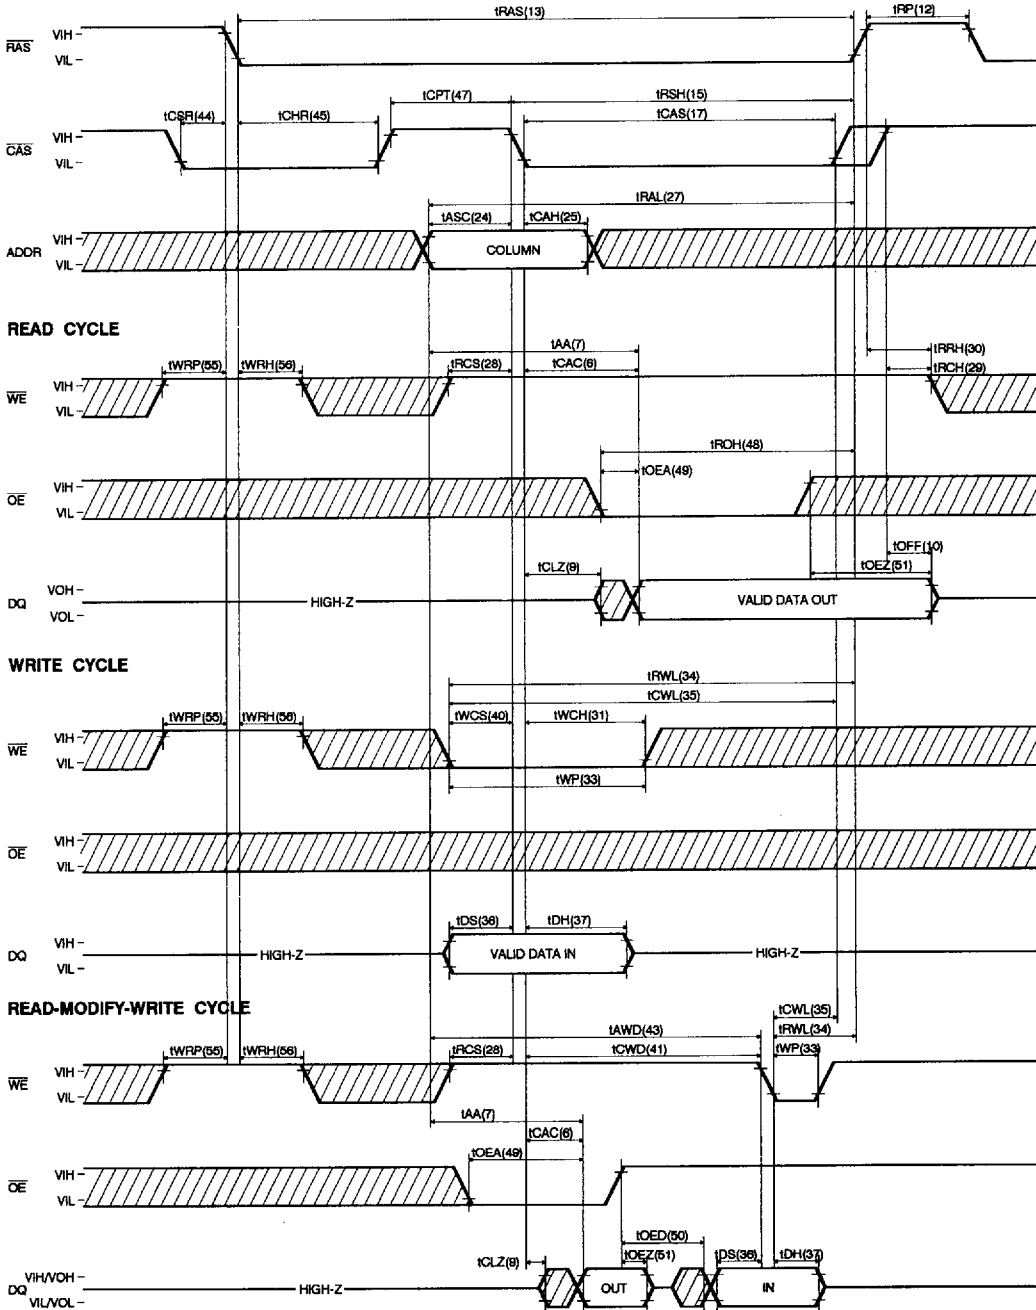 tRAS(13)
tRP(12)
RAS
VIH
VIL
tCPT(47)
tRSH(15)
tCSR(44)
tCHR(45)
tCAS(17)
CAS
VIH
VIL
tRAL(27)
tASC(24)
tCAH(25)
ADDR
VIH
VIL
COLUMN
READ CYCLE
tAA(7)
tRRH(30)
tWRP(55)
tWRH(56)
tRCS(28)
tCAC(6)
tRCH(29)
WE
VIH
VIL
tROH(48)
tOEA(49)
OE
VIH
VIL
tOFF(10)
tCLZ(9)
tOEZ(51)
DQ
VOH
VOL
HIGH-Z
VALID DATA OUT
WRITE CYCLE
tRWL(34)
tCWL(35)
tWRP(55)
tWRH(56)
tWCS(40)
tWCH(31)
WE
VIH
VIL
tWP(33)
OE
VIH
VIL
tDS(36)
tDH(37)
DQ
VIH
VIL
HIGH-Z
VALID DATA IN
HIGH-Z
READ-MODIFY-WRITE CYCLE
tCWL(35)
tAWD(43)
tRWL(34)
tWRP(55)
tWRH(56)
tRCS(28)
tCWD(41)
tWP(33)
WE
VIH
VIL
tAA(7)
tCAC(6)
tOEA(49)
OE
VIH
VIL
tOED(50)
tCLZ(9)
tOEZ(51)
tDS(36)
tDH(37)
DQ
VIH/VOH
VIL/VOL
HIGH-Z
OUT
IN